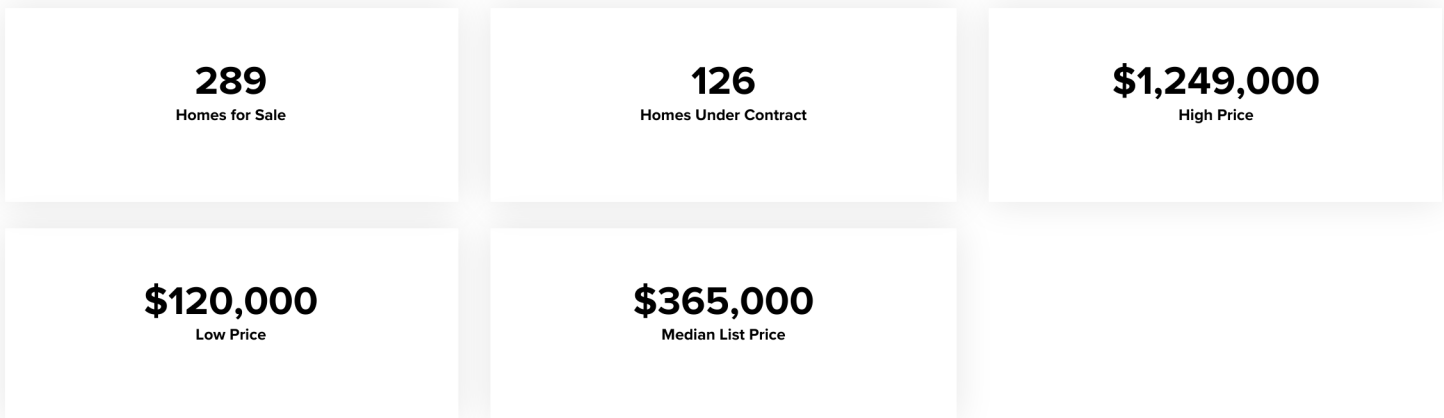 289
Homes for Sale
126
Homes Under Contract
$1,249,000
High Price
$120,000
Low Price
$365,000
Median List Price